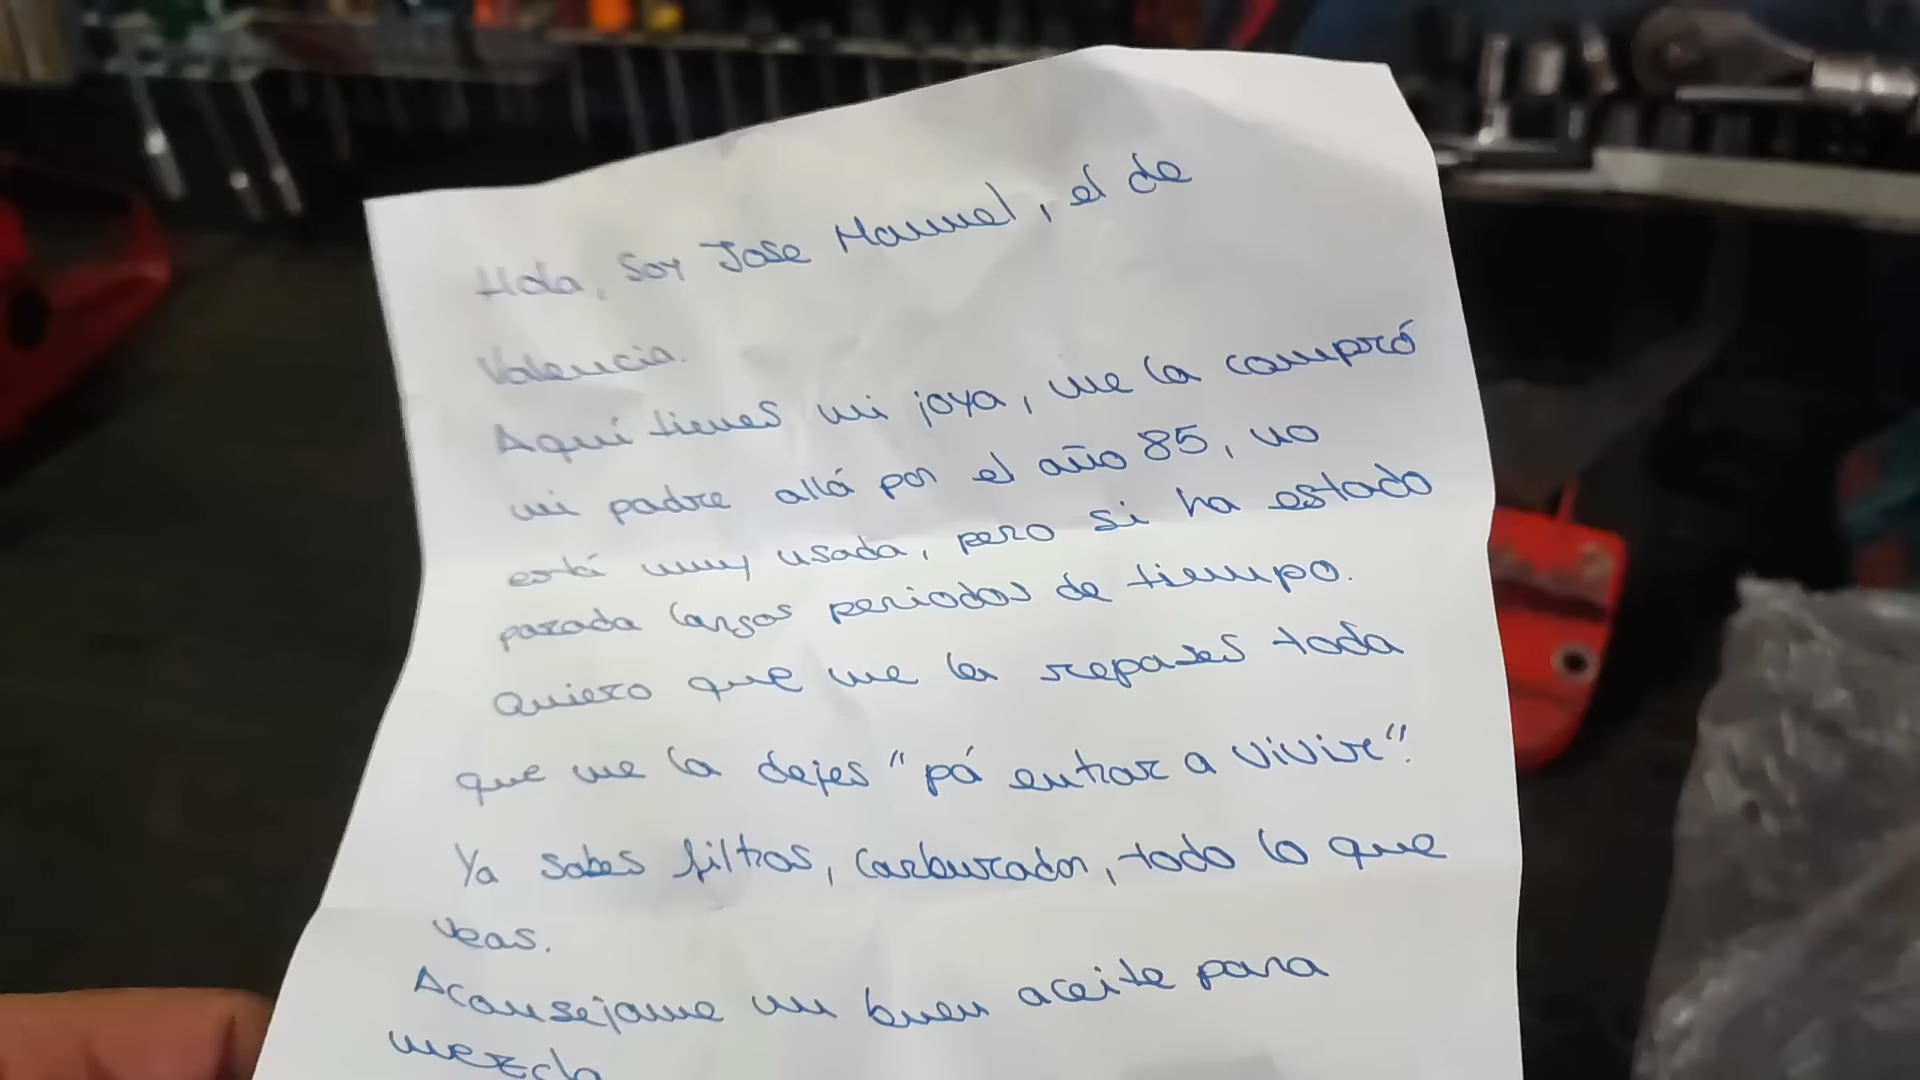 Hola, soy Jose Manuel, el de
Valencia.
Aquí tienes mi joya, me la compró
mi padre allá por el año 85, no
está muy usada, pero si ha estado
parada largos periodos de tiempo.
Quiero que me la repases toda
que me la dejes "pá entrar a vivir".
Ya sabes filtros, carburador, todo lo que
veas.
Aconsejame un buen aceite para
mezcla